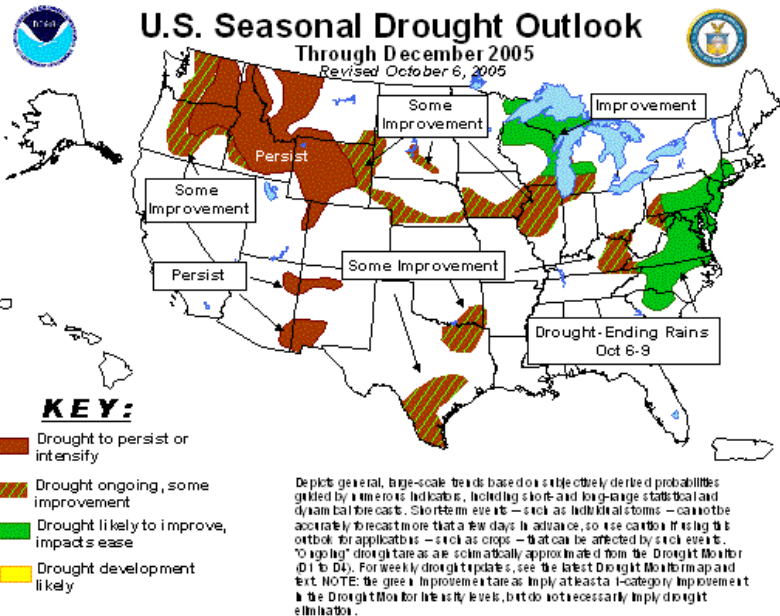 U.S. Seasonal Drought Outlook
Through December 2005
Revised October 6, 2005
Some
Improvement
Improvement
Persist
Some
Improvement
Persist
Some Improvement
Drought-Ending Rains
Oct 6-9
KEY:
Drought to persist or
intensify
Drought ongoing, some
improvement
Drought likely to improve,
impacts ease
Drought development
likely
Depicts general, large-scale trends based on subjectively derived probabilities
guided by numerous indicators, including short- and long-range statistical and
dynamical forecasts. Short-term events -- such as individual storms -- cannot be
accurately forecast more that a few days in advance, so use caution if using this
outlook for applications -- such as crops -- that can be affected by such events.
"Ongoing" drought areas are schematically approximated from the Drought Monitor
(D1 to D4). For weekly drought updates, see the latest Drought Monitor map and
text. NOTE: the green improvement areas imply at least a 1-category improvement
in the Drought Monitor intensity levels, but do not necessarily imply drought
elimination.